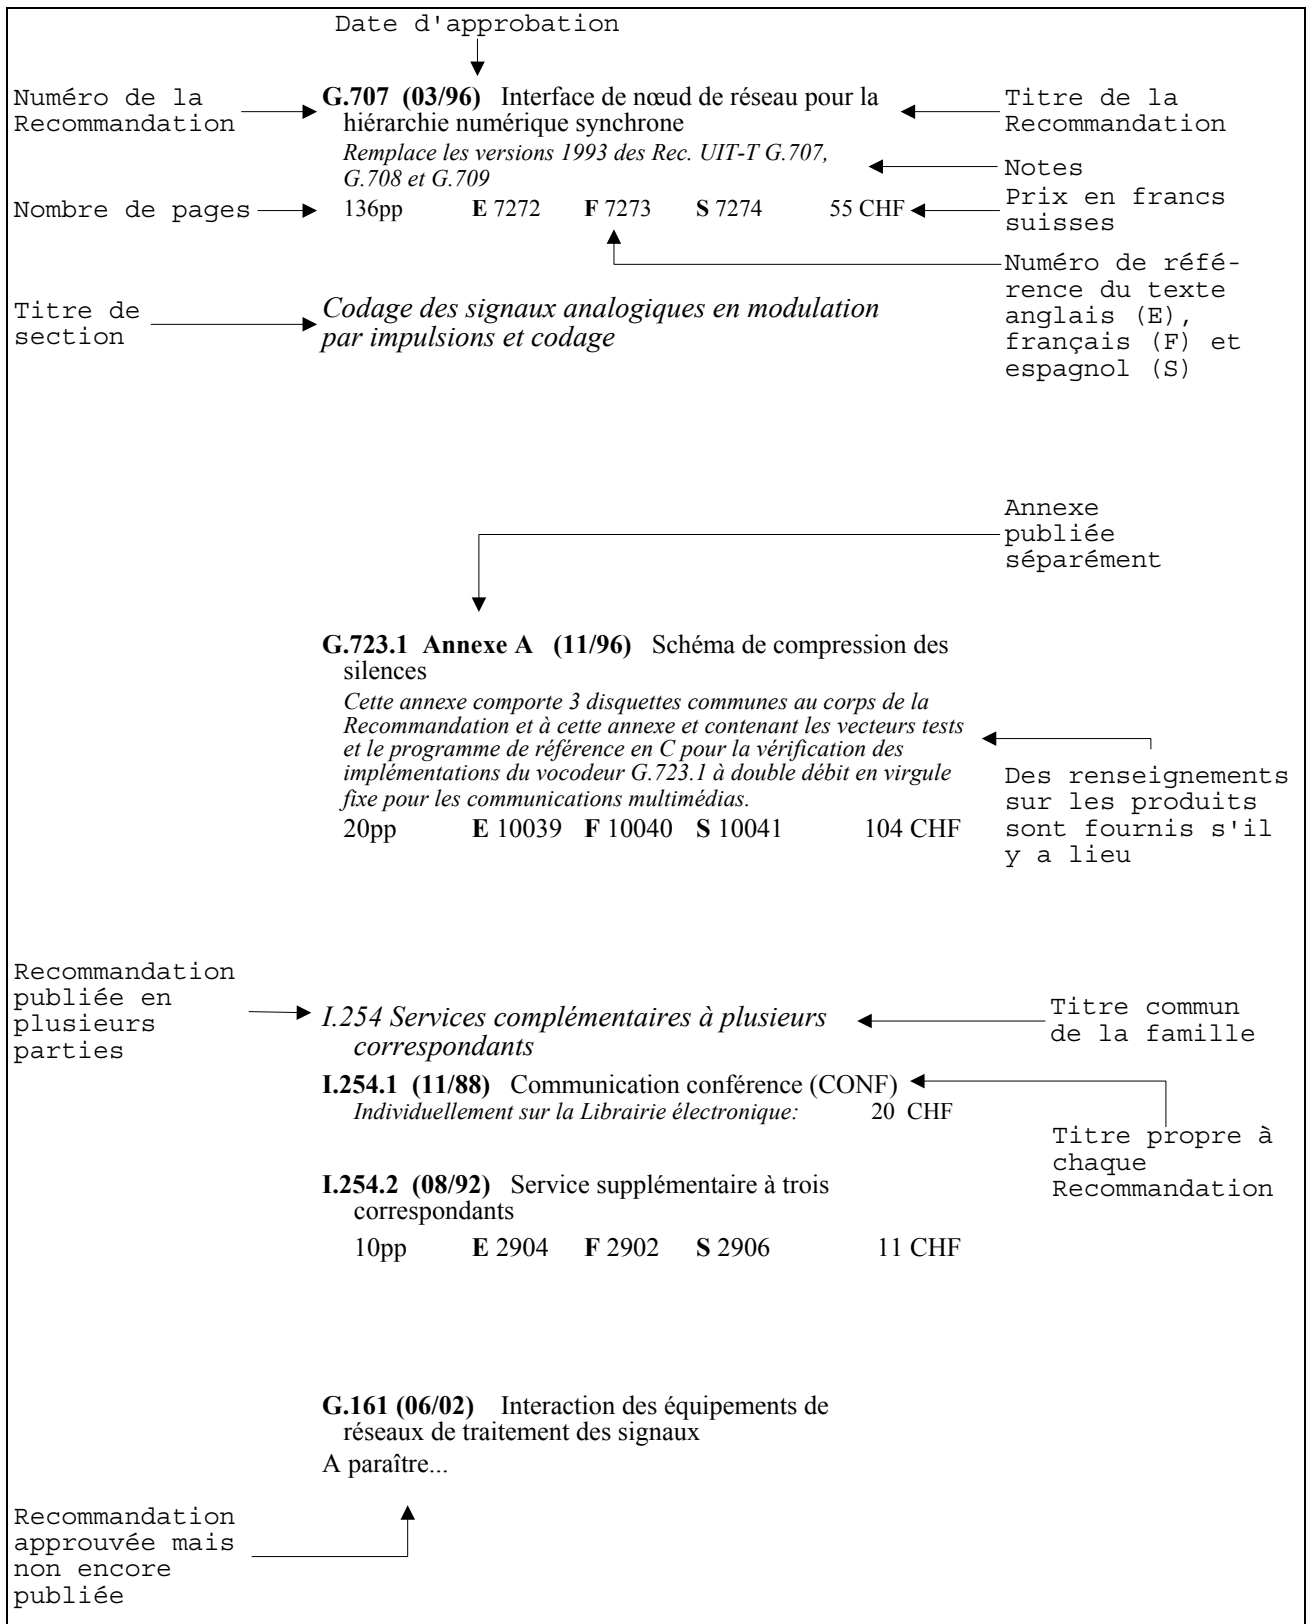 Date d'approbation
Numéro de la
Recommandation
G.707 (03/96) Interface de nœud de réseau pour la
hiérarchie numérique synchrone
Titre de la
Recommandation
Remplace les versions 1993 des Rec. UIT-T G.707,
G.708 et G.709
Notes
Nombre de pages
136pp E 7272 F 7273 S 7274 55 CHF
Prix en francs
suisses
Numéro de réfé-
rence du texte
anglais (E),
français (F) et
espagnol (S)
Titre de
section
Codage des signaux analogiques en modulation
par impulsions et codage
Annexe
publiée
séparément
G.723.1 Annexe A (11/96) Schéma de compression des
silences
Cette annexe comporte 3 disquettes communes au corps de la
Recommandation et à cette annexe et contenant les vecteurs tests
et le programme de référence en C pour la vérification des
implémentations du vocodeur G.723.1 à double débit en virgule
fixe pour les communications multimédias.
20pp E 10039 F 10040 S 10041 104 CHF
Des renseignements
sur les produits
sont fournis s'il
y a lieu
Recommandation
publiée en
plusieurs
parties
I.254 Services complémentaires à plusieurs
correspondants
Titre commun
de la famille
I.254.1 (11/88) Communication conférence (CONF)
Individuellement sur la Librairie électronique: 20 CHF
Titre propre à
chaque
Recommandation
I.254.2 (08/92) Service supplémentaire à trois
correspondants
10pp E 2904 F 2902 S 2906 11 CHF
G.161 (06/02) Interaction des équipements de
réseaux de traitement des signaux
A paraître...
Recommandation
approuvée mais
non encore
publiée